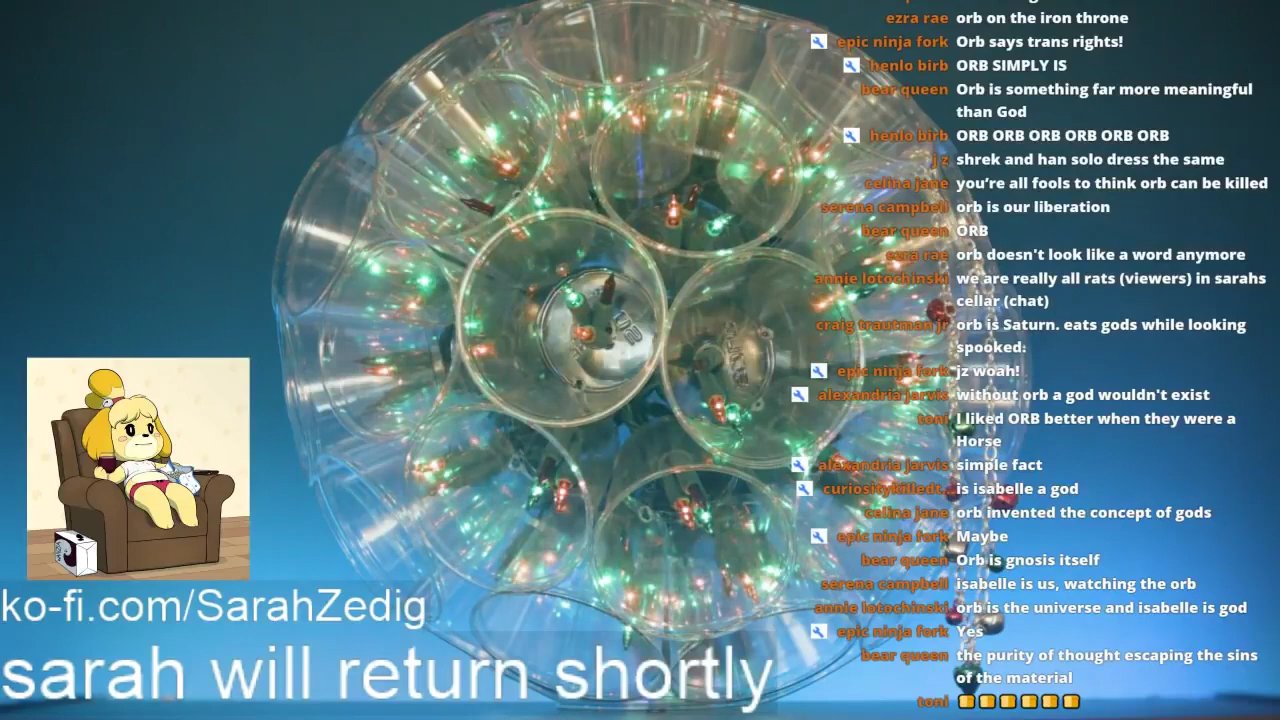 ezra rae orb on the iron throne
epic ninja fork Orb says trans rights!
henlo birb ORB SIMPLY IS
bear queen Orb is something far more meaningful
than God
henlo birb ORB ORB ORB ORB ORB ORB
j z shrek and han solo dress the same
celina jane you’re all fools to think orb can be killed
serena campbell orb is our liberation
bear queen ORB
ezra rae orb doesn't look like a word anymore
annie lotochinski we are really all rats (viewers) in sarahs
cellar (chat)
craig trautman jr orb is Saturn. eats gods while looking
spooked.
epic ninja fork jz woah!
alexandria jarvis without orb a god wouldn't exist
toni I liked ORB better when they were a
Horse
alexandria jarvis simple fact
curiositykilledt... is isabelle a god
celina jane orb invented the concept of gods
epic ninja fork Maybe
bear queen Orb is gnosis itself
serena campbell isabelle is us, watching the orb
annie lotochinski orb is the universe and isabelle is god
epic ninja fork Yes
bear queen the purity of thought escaping the sins
of the material
toni
ko-fi.com/SarahZedig
sarah will return shortly